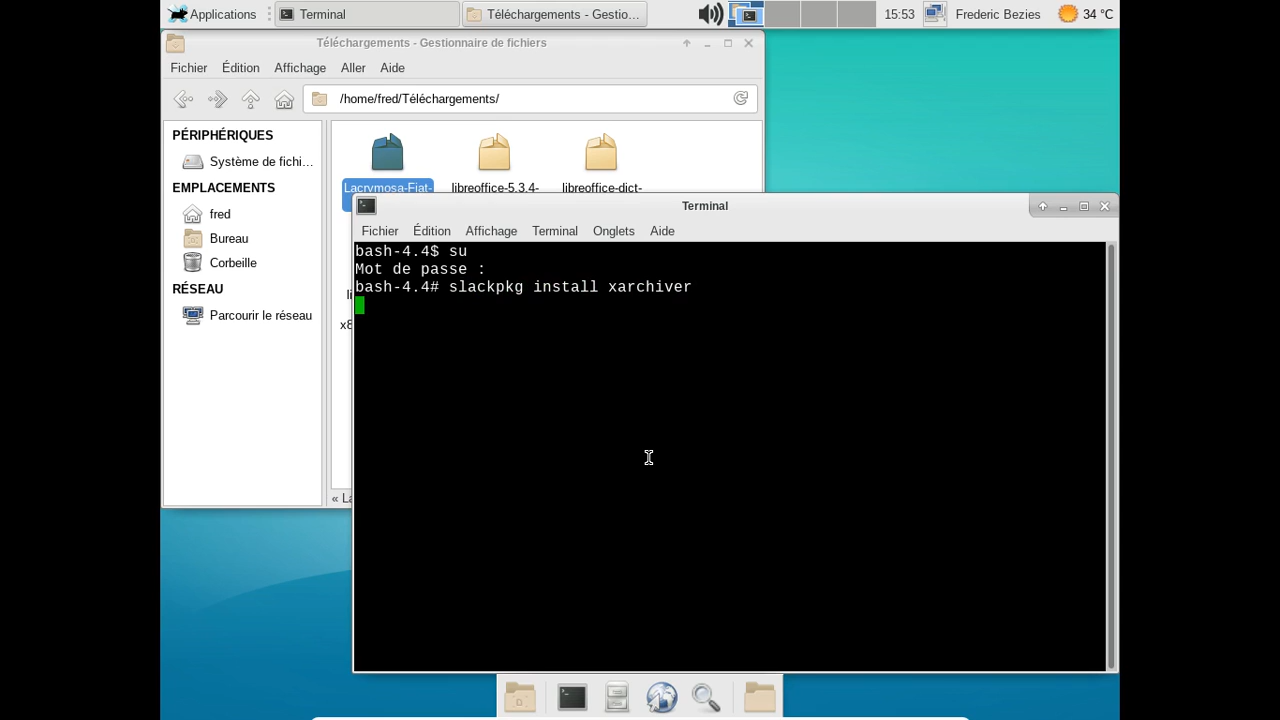 Applications
Terminal
Téléchargements - Gestio...
15:53
Frederic Bezies
34 °C
Téléchargements - Gestionnaire de fichiers
Fichier Édition Affichage Aller Aide
/home/fred/Téléchargements/
PÉRIPHÉRIQUES
Système de fichi...
EMPLACEMENTS
fred
Bureau
Corbeille
RÉSEAU
Parcourir le réseau
Lacrymosa-Fiat-
libreoffice-5.3.4-
libreoffice-dict-
« La
Terminal
Fichier Édition Affichage Terminal Onglets Aide
bash-4.4$ su
Mot de passe :
bash-4.4# slackpkg install xarchiver